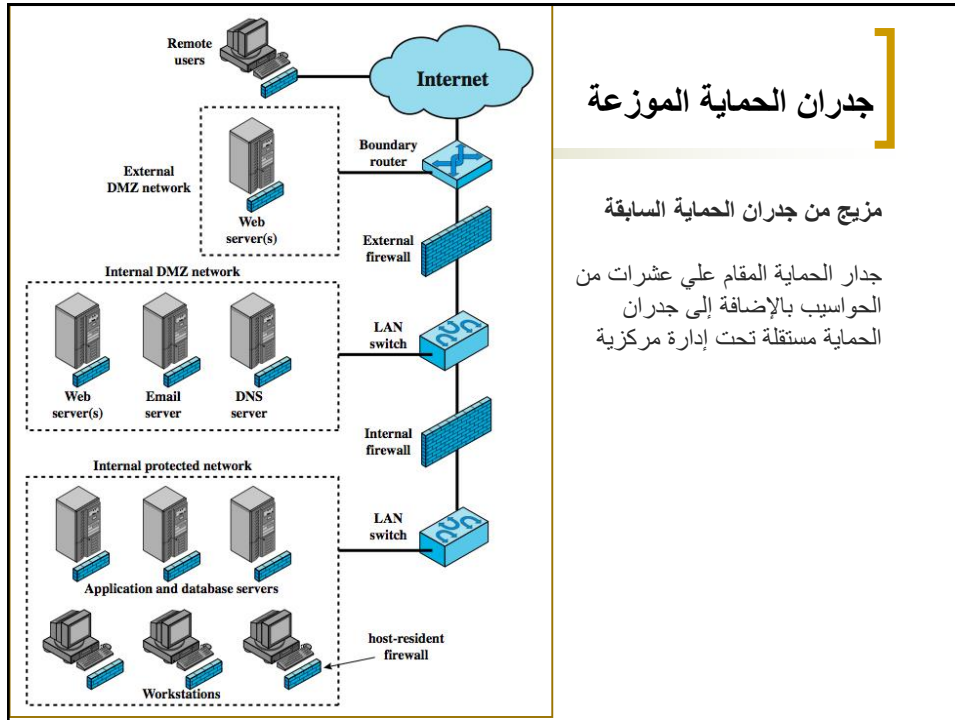 جدران الحماية الموزعة
مزيج من جدران الحماية السابقة
جدار الحماية المقام علي عشرات من
الحواسيب بالإضافة إلى جدران
الحماية مستقلة تحت إدارة مركزية
Remote
users
Internet
Boundary
router
External
DMZ network
Web
server(s)
External
firewall
Internal DMZ network
LAN
switch
Web
server(s)
Email
server
DNS
server
Internal
firewall
Internal protected network
LAN
switch
Application and database servers
host-resident
firewall
Workstations